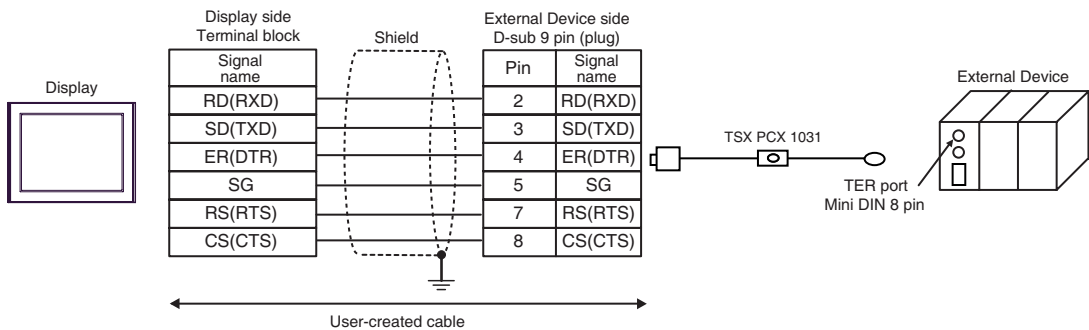 Display
Display side
Terminal block
Shield
External Device side
D-sub 9 pin (plug)
Signal name
Pin
Signal name
RD(RXD) 2 RD(RXD)
SD(TXD) 3 SD(TXD)
ER(DTR) 4 ER(DTR)
SG 5 SG
RS(RTS) 7 RS(RTS)
CS(CTS) 8 CS(CTS)
User-created cable
TSX PCX 1031
External Device
TER port
Mini DIN 8 pin